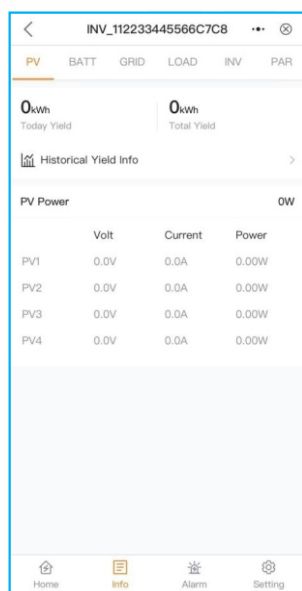 INV_112233445566C7C8
PV BATT GRID LOAD INV PAR
0kWh 0kWh
Today Yield Total Yield
Historical Yield Info
PV Power 0W
Volt Current Power
PV1 0.0V 0.0A 0.00W
PV2 0.0V 0.0A 0.00W
PV3 0.0V 0.0A 0.00W
PV4 0.0V 0.0A 0.00W
Home Info Alarm Setting